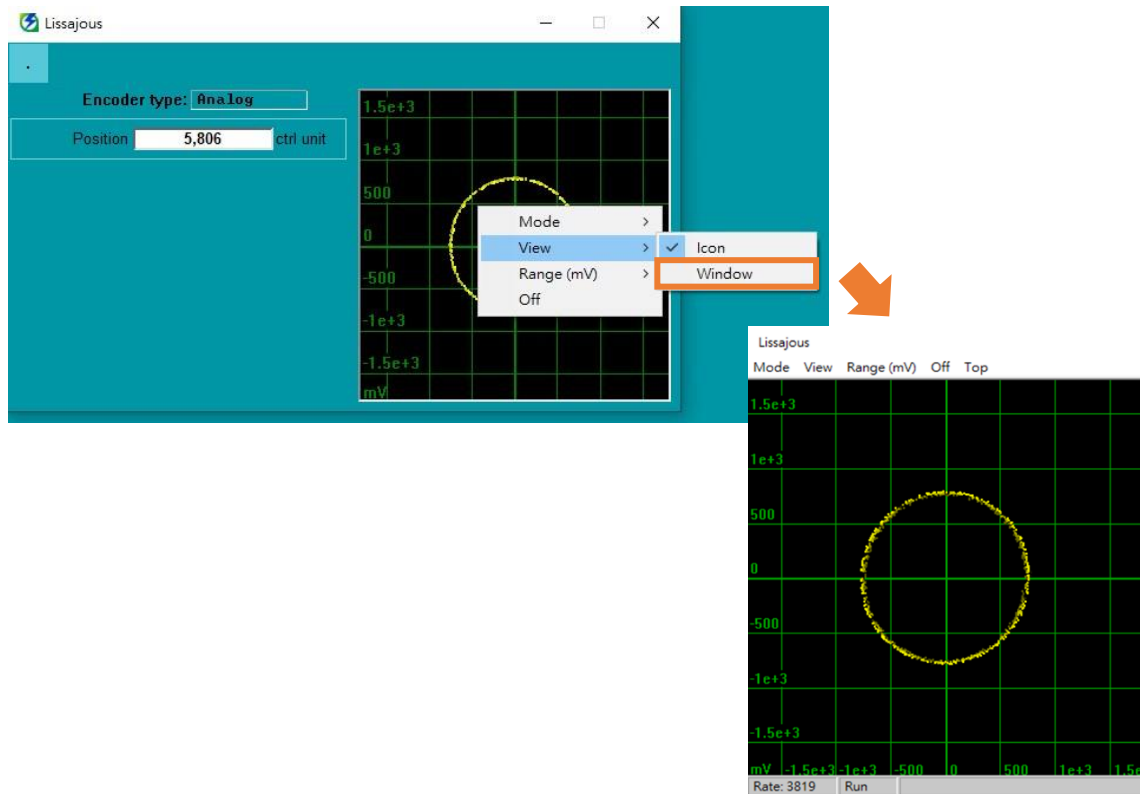 Lissajous
.
Encoder type: Analog
Position 5,806 ctrl unit
1.5e+3
1e+3
500
0
-500
-1e+3
-1.5e+3
mV
Mode >
View >
Range (mV) >
Off
✓ Icon
Window
Lissajous
Mode View Range (mV) Off Top
1.5e+3
1e+3
500
0
-500
-1e+3
-1.5e+3
mV -1.5e+3 -1e+3 -500 0 500 1e+3 1.5e
Rate: 3819 Run